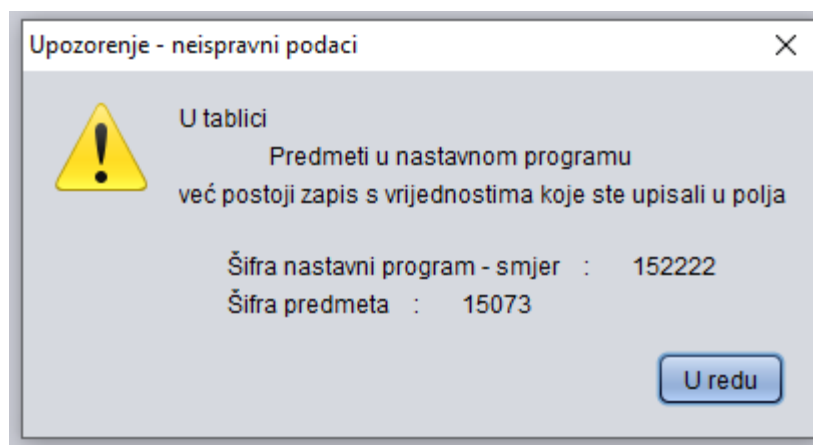 Upozorenje - neispravni podaci
U tablici
Predmeti u nastavnom programu
već postoji zapis s vrijednostima koje ste upisali u polja
Šifra nastavni program - smjer : 152222
Šifra predmeta : 15073
U redu